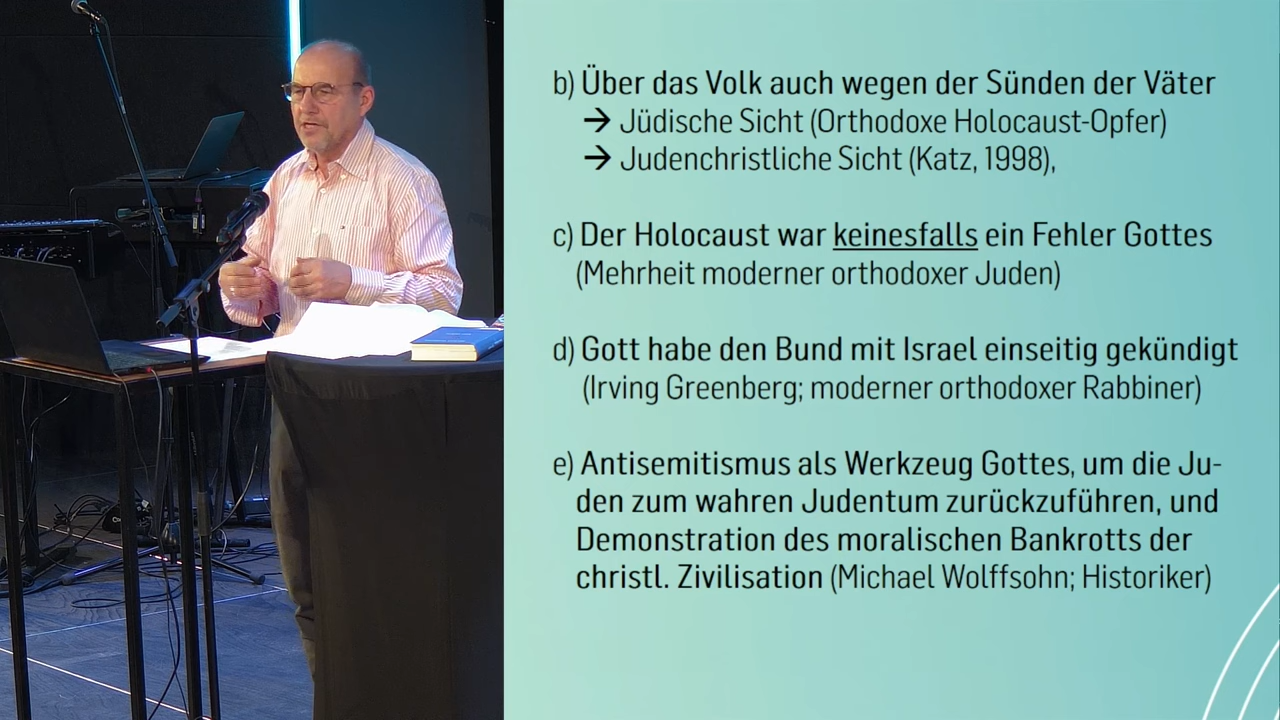 b) Über das Volk auch wegen der Sünden der Väter
→ Jüdische Sicht (Orthodoxe Holocaust-Opfer)
→ Judenchristliche Sicht (Katz, 1998),
c) Der Holocaust war keinesfalls ein Fehler Gottes
(Mehrheit moderner orthodoxer Juden)
d) Gott habe den Bund mit Israel einseitig gekündigt
(Irving Greenberg; moderner orthodoxer Rabbiner)
e) Antisemitismus als Werkzeug Gottes, um die Ju-
den zum wahren Judentum zurückzuführen, und
Demonstration des moralischen Bankrotts der
christl. Zivilisation (Michael Wolffsohn; Historiker)